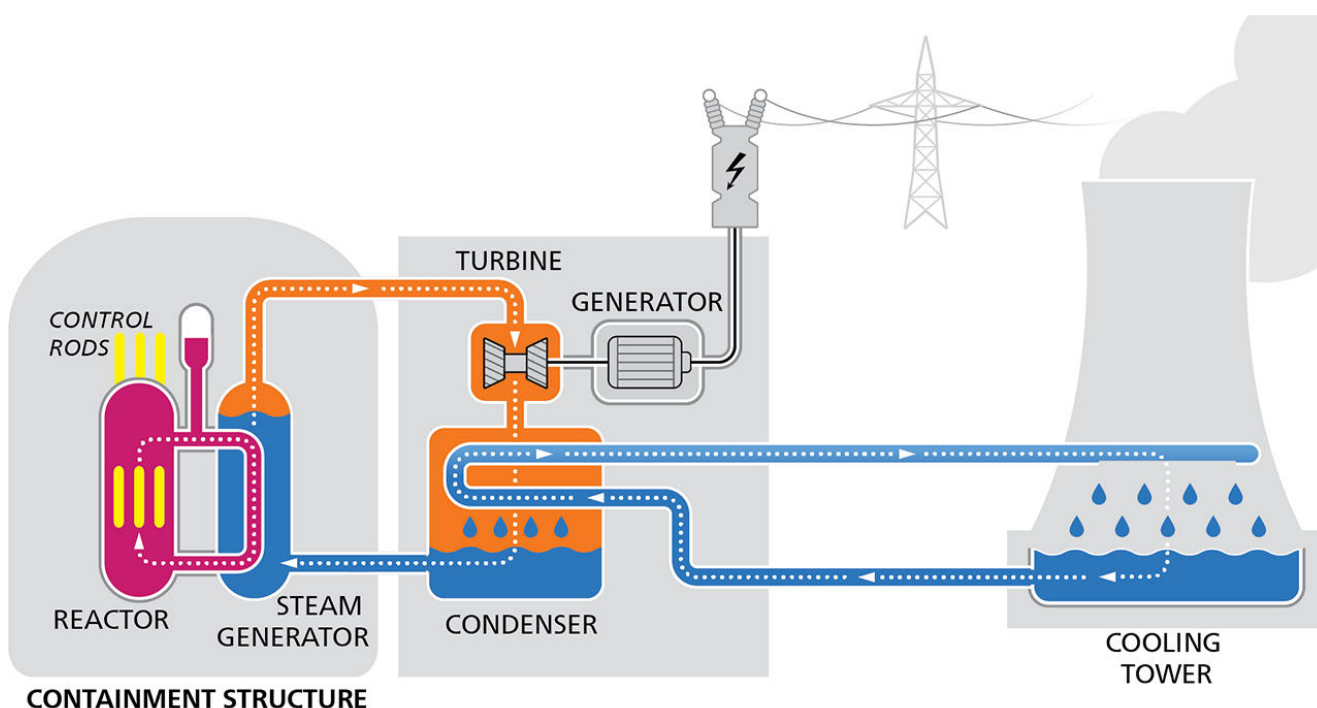 TURBINE
GENERATOR
CONTROL
RODS
REACTOR
STEAM
GENERATOR
CONDENSER
COOLING
TOWER
CONTAINMENT STRUCTURE